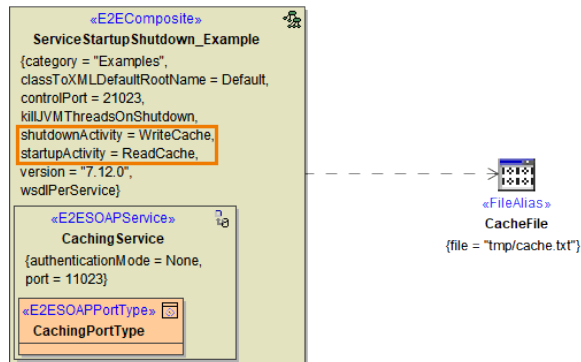 «E2EComposite»
ServiceStartupShutdown_Example
{category = "Examples",
classToXMLDefaultRootName = Default,
controlPort = 21023,
killJVMThreadsOnShutdown,
shutdownActivity = WriteCache,
startupActivity = ReadCache,
version = "7.12.0",
wsdlPerService}
«E2ESOAPService»
CachingService
{authenticationMode = None,
port = 11023}
«E2ESOAPPortType»
CachingPortType
«FileAlias»
CacheFile
{file = "tmp/cache.txt"}